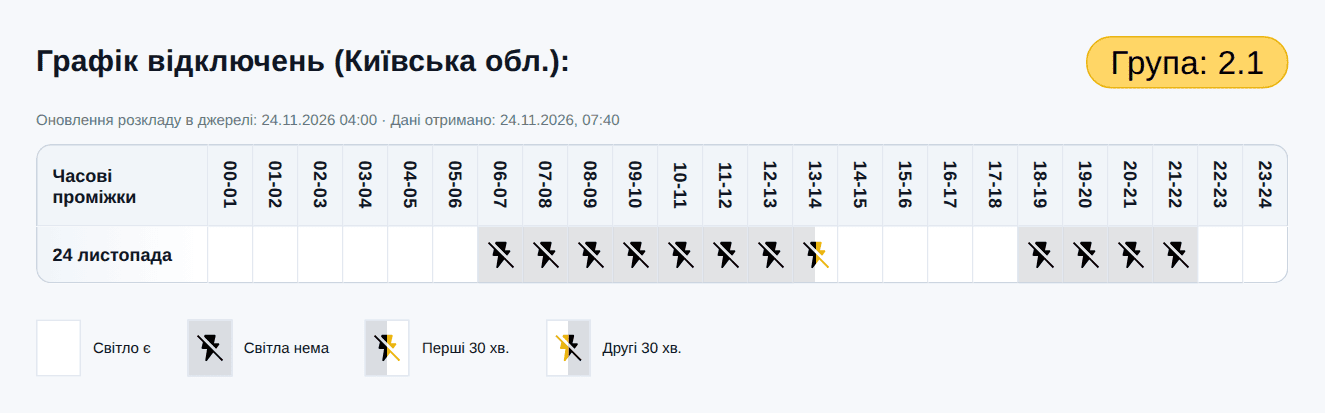 Графік відключень (Київська обл.):
Група: 2.1
Оновлення розкладу в джерелі: 24.11.2026 04:00 · Дані отримано: 24.11.2026, 07:40
Часові
проміжки
00-01
01-02
02-03
03-04
04-05
05-06
06-07
07-08
08-09
09-10
10-11
11-12
12-13
13-14
14-15
15-16
16-17
17-18
18-19
19-20
20-21
21-22
22-23
23-24
24 листопада
Світло є
Світла нема
Перші 30 хв.
Другі 30 хв.